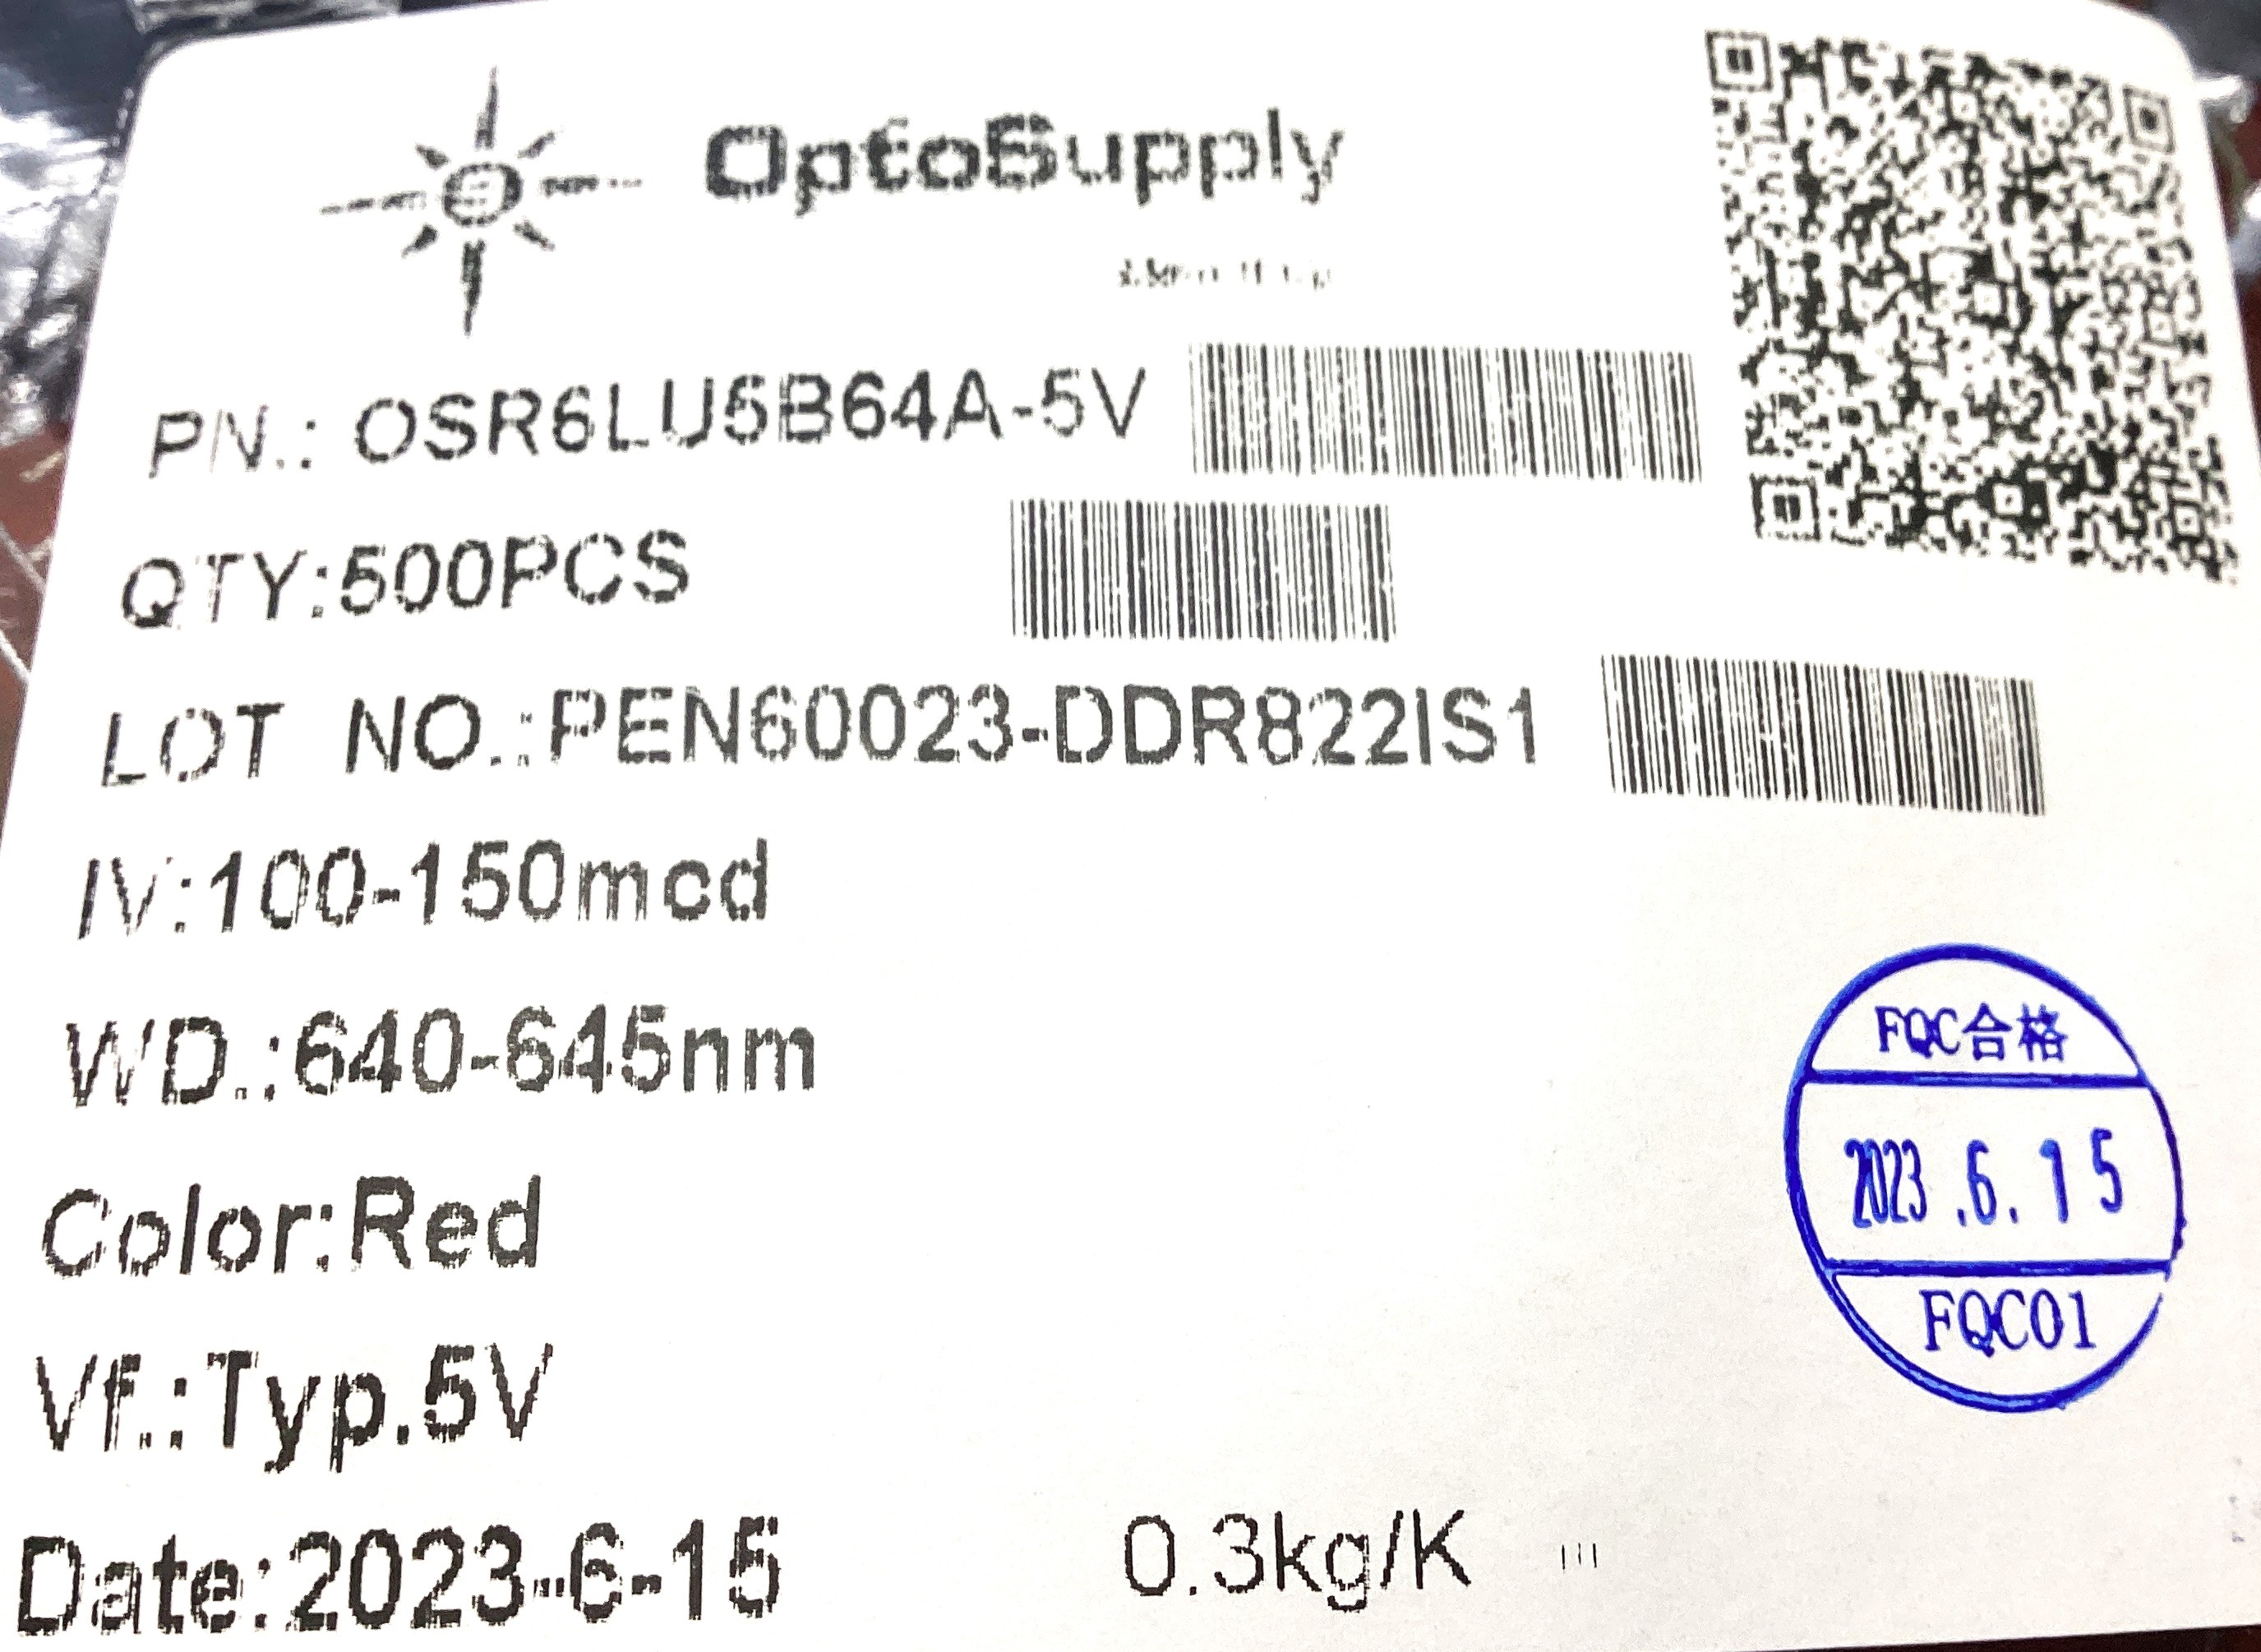 OptoSupply
PN.: OSR6LU5B64A-5V
QTY:500PCS
LOT NO.:PEN60023-DDR822IS1
IV:100-150mcd
WD.:640-645nm
Color:Red
Vf.:Typ.5V
Date:2023-6-15
0.3kg/K
FQC合格
2023.6.15
FQC01